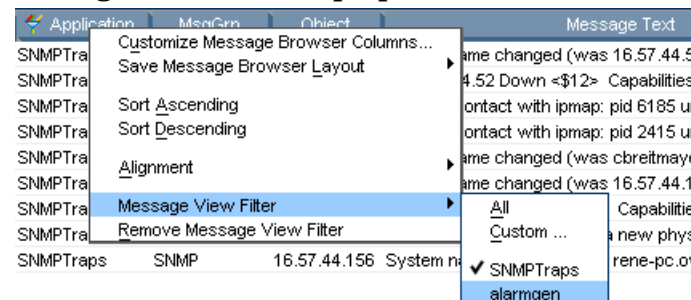 Application MsgGrp Object Message Text
Customize Message Browser Columns...
Save Message Browser Layout
Sort Ascending
Sort Descending
Alignment
Message View Filter
Remove Message View Filter
SNMPTra
SNMPTra
SNMPTra
SNMPTra
SNMPTra
SNMPTra
SNMPTra
SNMPTra
ame changed (was 16.57.44.5
4.52 Down <$12> Capabilities
ontact with ipmap: pid 6185 u
ontact with ipmap: pid 2415 u
ame changed (was cbreitmaye
ame changed (was 16.57.44.1
Capabilitie
a new phys
All
Custom ...
SNMPTraps
alarmgen
SNMPTraps SNMP 16.57.44.156 System n rene-pc.ov